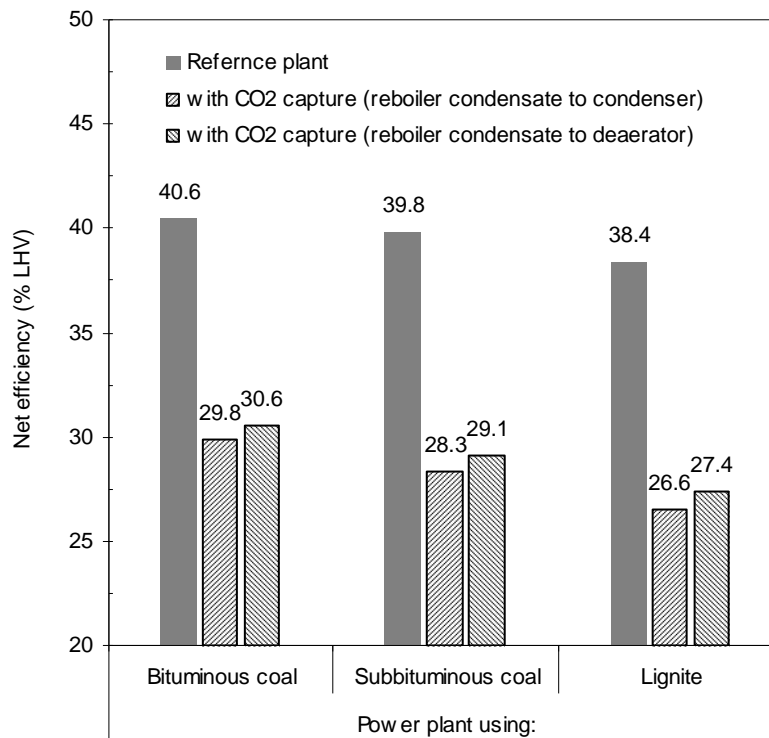 50
45
40
35
30
25
20
Net efficiency (% LHV)
Refernce plant
with CO2 capture (reboiler condensate to condenser)
with CO2 capture (reboiler condensate to deaerator)
40.6
29.8
30.6
39.8
28.3
29.1
38.4
26.6
27.4
Bituminous coal
Subbituminous coal
Lignite
Power plant using: